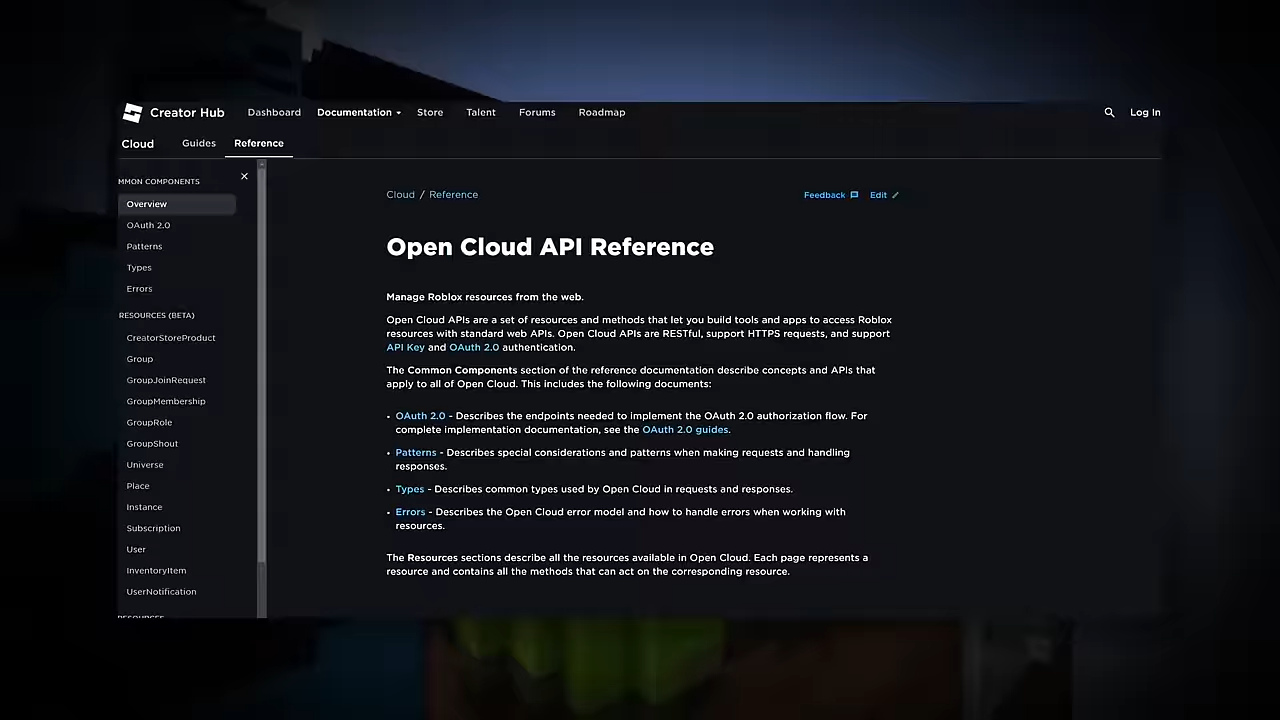 Creator Hub Dashboard Documentation Store Talent Forums Roadmap Log In
Cloud Guides Reference
MMON COMPONENTS
Overview
OAuth 2.0
Patterns
Types
Errors
RESOURCES (BETA)
CreatorStoreProduct
Group
GroupJoinRequest
GroupMembership
GroupRole
GroupShout
Universe
Place
Instance
Subscription
User
InventoryItem
UserNotification
RESOURCES
Cloud / Reference
Feedback Edit
Open Cloud API Reference
Manage Roblox resources from the web.
Open Cloud APIs are a set of resources and methods that let you build tools and apps to access Roblox
resources with standard web APIs. Open Cloud APIs are RESTful, support HTTPS requests, and support
API Key and OAuth 2.0 authentication.
The Common Components section of the reference documentation describe concepts and APIs that
apply to all of Open Cloud. This includes the following documents:
• OAuth 2.0 - Describes the endpoints needed to implement the OAuth 2.0 authorization flow. For
complete implementation documentation, see the OAuth 2.0 guides.
• Patterns - Describes special considerations and patterns when making requests and handling
responses.
• Types - Describes common types used by Open Cloud in requests and responses.
• Errors - Describes the Open Cloud error model and how to handle errors when working with
resources.
The Resources sections describe all the resources available in Open Cloud. Each page represents a
resource and contains all the methods that can act on the corresponding resource.